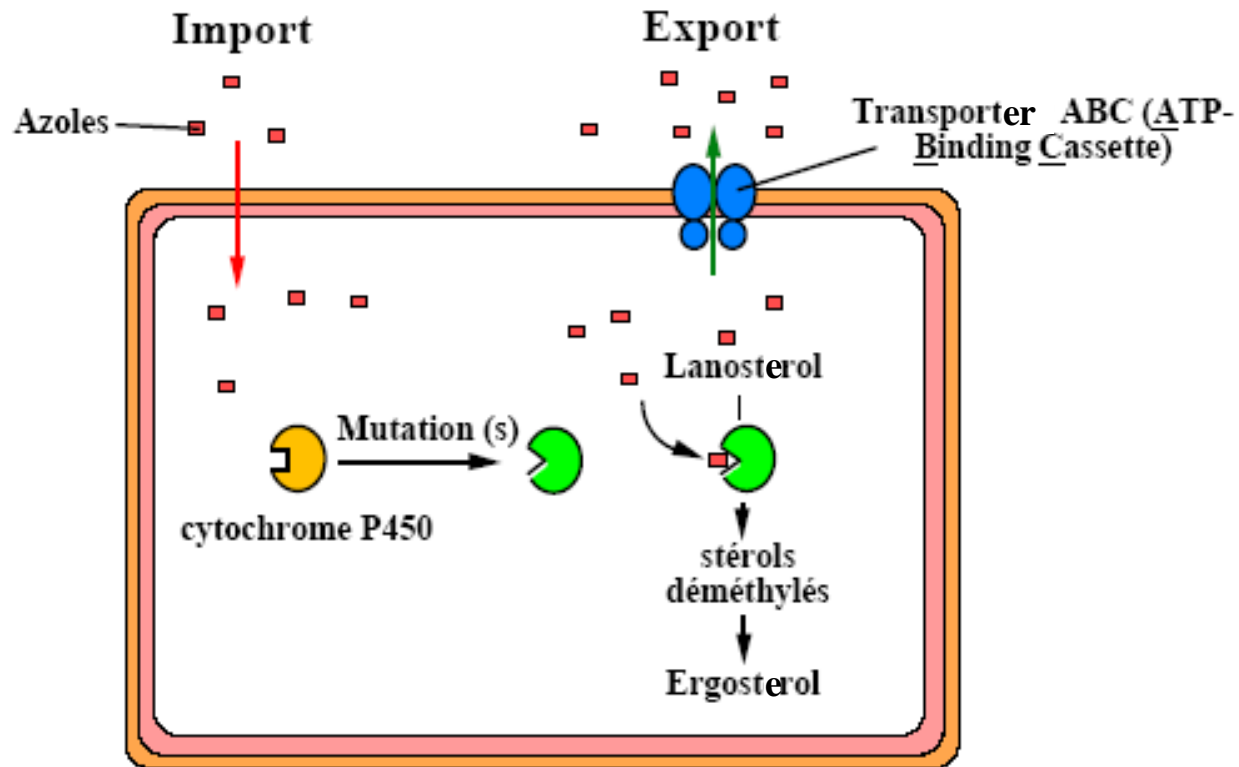 Import
Export
Azoles
Transporter ABC (ATP-
Binding Cassette)
Lanosterol
Mutation (s)
cytochrome P450
stérols
déméthylés
Ergosterol